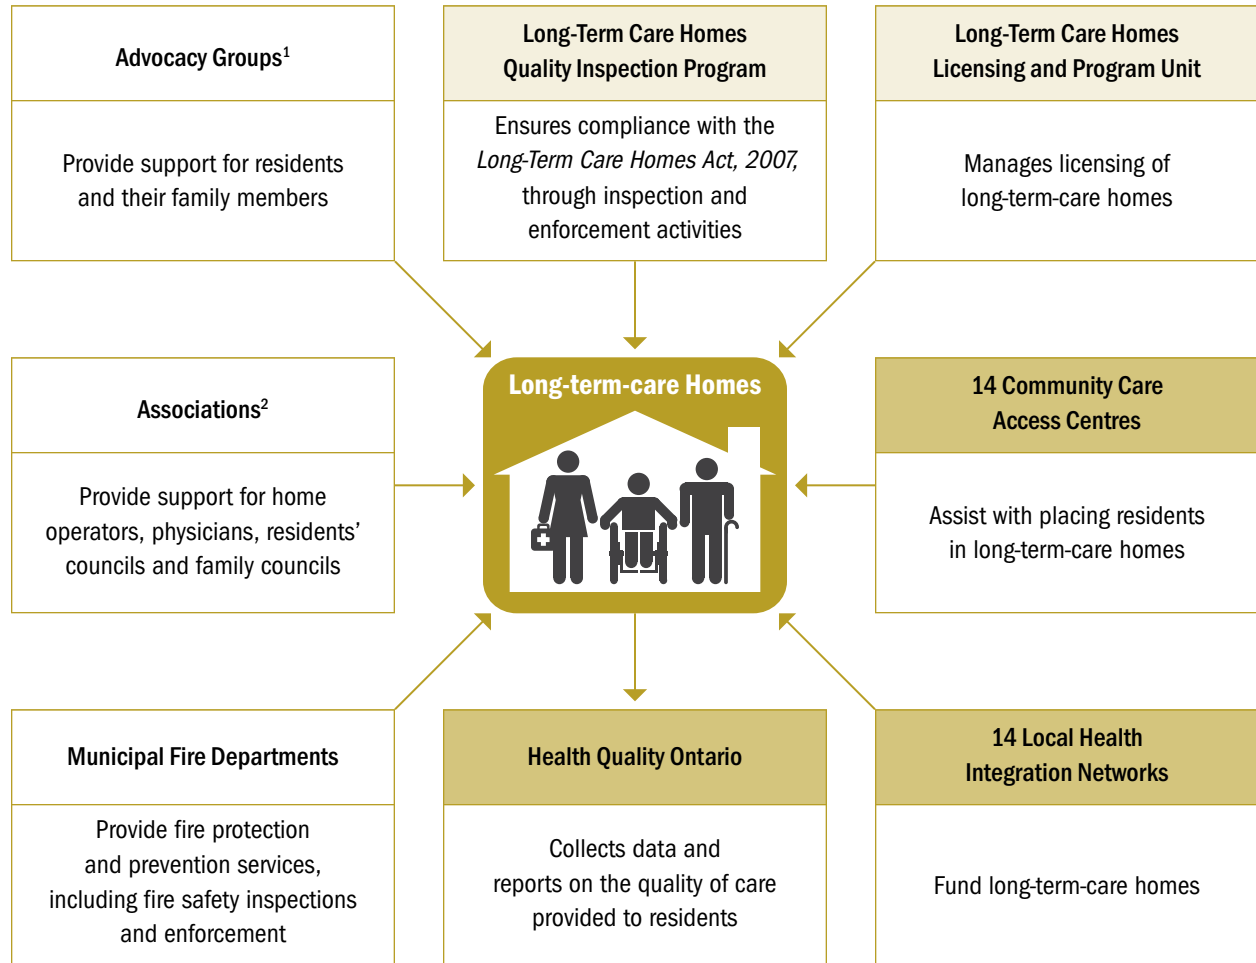 Advocacy Groups¹
Provide support for residents
and their family members
Long-Term Care Homes
Quality Inspection Program
Ensures compliance with the
Long-Term Care Homes Act, 2007,
through inspection and
enforcement activities
Long-Term Care Homes
Licensing and Program Unit
Manages licensing of
long-term-care homes
Associations²
Provide support for home
operators, physicians, residents’
councils and family councils
Long-term-care Homes
14 Community Care
Access Centres
Assist with placing residents
in long-term-care homes
Municipal Fire Departments
Provide fire protection
and prevention services,
including fire safety inspections
and enforcement
Health Quality Ontario
Collects data and
reports on the quality of care
provided to residents
14 Local Health
Integration Networks
Fund long-term-care homes